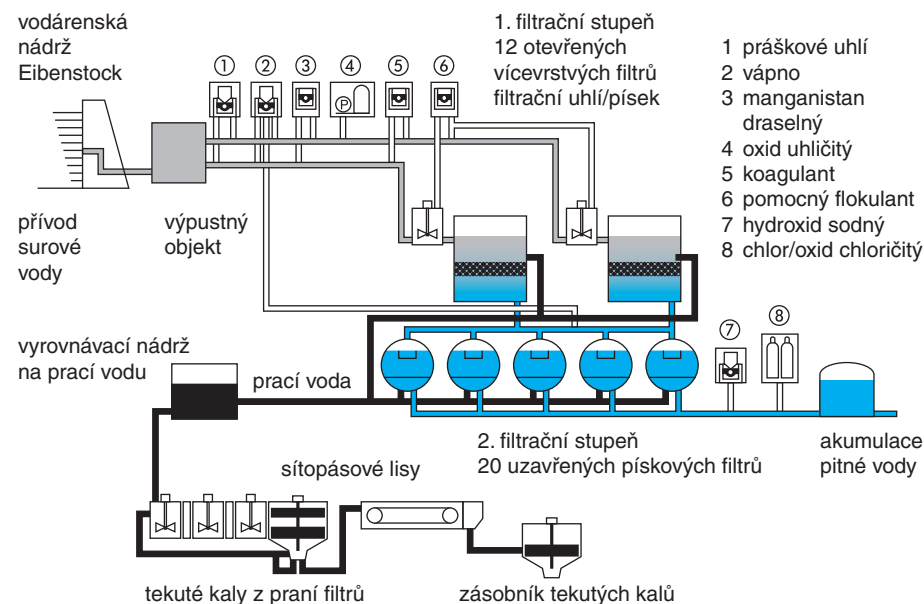 vodárenská
nádrž
Eibenstock
1 2 3 4 5 6
P
1. filtrační stupeň
12 otevřených
vícevrstvých filtrů
filtrační uhlí/písek
1 práškové uhlí
2 vápno
3 manganistan
draselný
4 oxid uhličitý
5 koagulant
6 pomocný flokulant
7 hydroxid sodný
8 chlor/oxid chloričitý
přívod
surové
vody
výpustný
objekt
7 8
vyrovnávací nádrž
na prací vodu
prací voda
2. filtrační stupeň
20 uzavřených pískových filtrů
akumulace
pitné vody
sítopásové lisy
tekuté kaly z praní filtrů
zásobník tekutých kalů